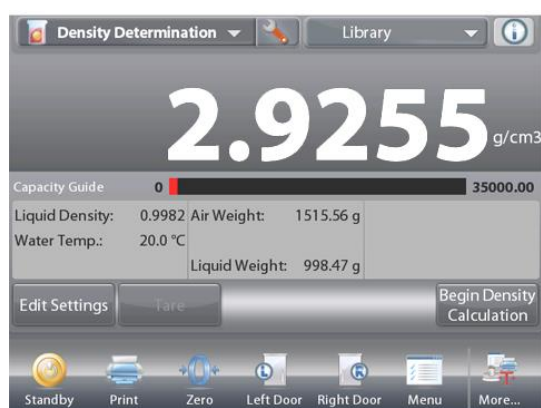 Density Determination
Library
2.9255 g/cm3
Capacity Guide 0 35000.00
Liquid Density: 0.9982 Air Weight: 1515.56 g
Water Temp.: 20.0 °C
Liquid Weight: 998.47 g
Edit Settings Tare Begin Density
Calculation
Standby Print Zero Left Door Right Door Menu More...